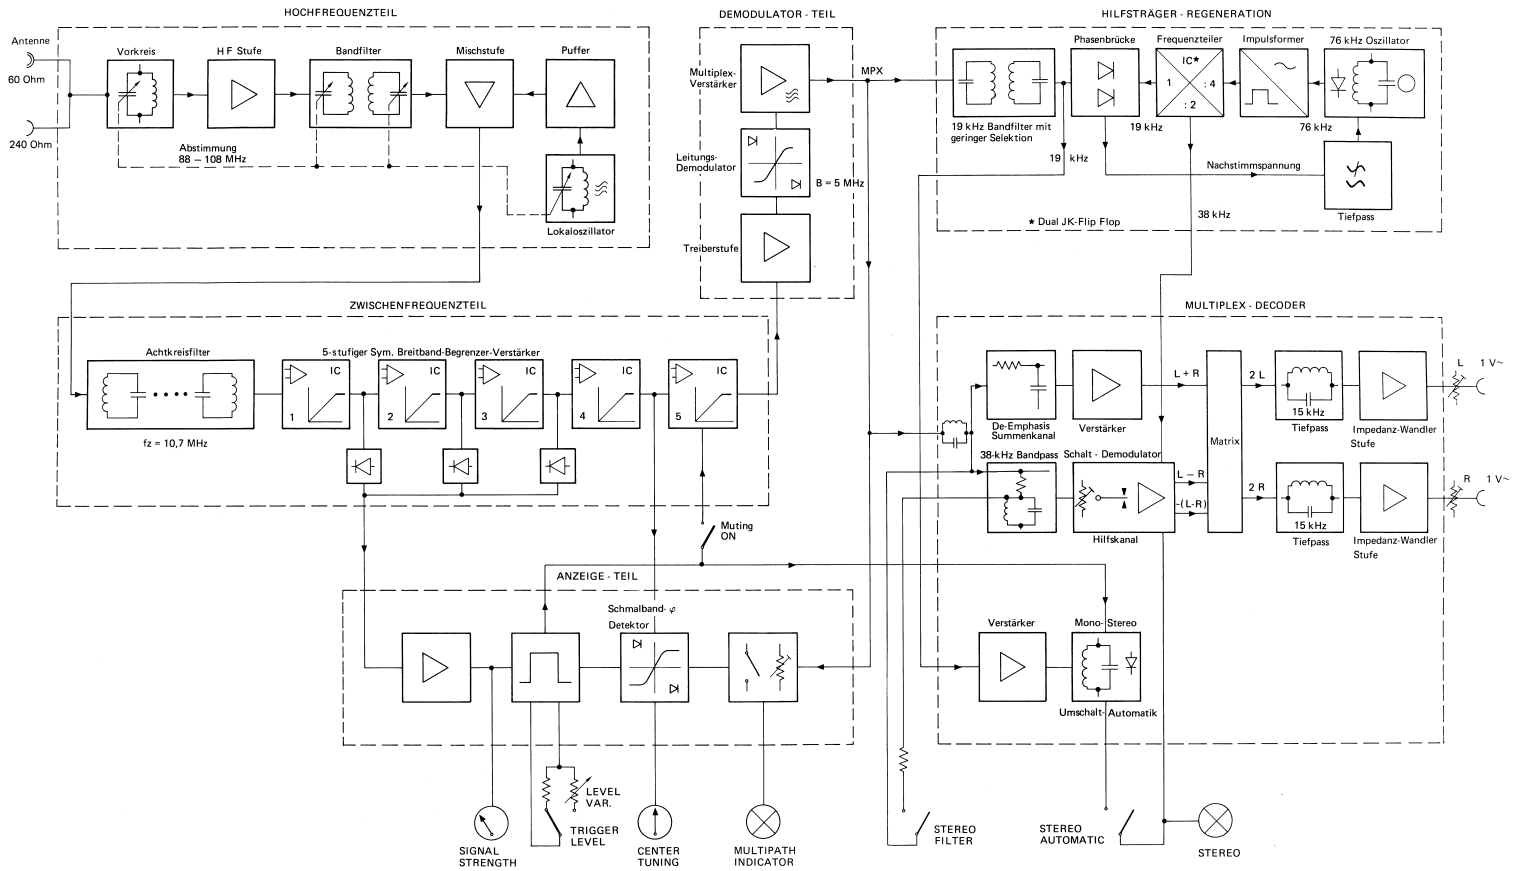 HOCHFREQUENZTEIL
Antenne
60 Ohm
240 Ohm
Vorkreis
HF Stufe
Bandfilter
Mischstufe
Puffer
Abstimmung
88 – 108 MHz
Lokaloszillator
DEMODULATOR - TEIL
Multiplex-
Verstärker
Leitungs-
Demodulator
B = 5 MHz
Treiberstufe
MPX
HILFSTRÄGER - REGENERATION
Phasenbrücke
Frequenzteiler
Impulsformer
76 kHz Oszillator
IC★
1
: 4
: 2
19 kHz Bandfilter mit
geringer Selektion
19 kHz
76 kHz
19 kHz
Nachstimmspannung
38 kHz
★ Dual JK-Flip Flop
Tiefpass
ZWISCHENFREQUENZTEIL
Achtkreisfilter
5-stufiger Sym. Breitband-Begrenzer-Verstärker
IC
1
IC
2
IC
3
IC
4
IC
5
fz = 10,7 MHz
Muting
ON
MULTIPLEX - DECODER
De-Emphasis
Summenkanal
Verstärker
L + R
Matrix
2 L
15 kHz
Tiefpass
Impedanz-Wandler
Stufe
L
1 V~
38-kHz Bandpass
Schalt - Demodulator
L – R
-(L-R)
Hilfskanal
2 R
15 kHz
Tiefpass
Impedanz-Wandler
Stufe
R
1 V~
Verstärker
Mono-Stereo
Umschalt-Automatik
ANZEIGE - TEIL
Schmalband- φ
Detektor
SIGNAL
STRENGTH
LEVEL
VAR.
TRIGGER
LEVEL
CENTER
TUNING
MULTIPATH
INDICATOR
STEREO
FILTER
STEREO
AUTOMATIC
STEREO